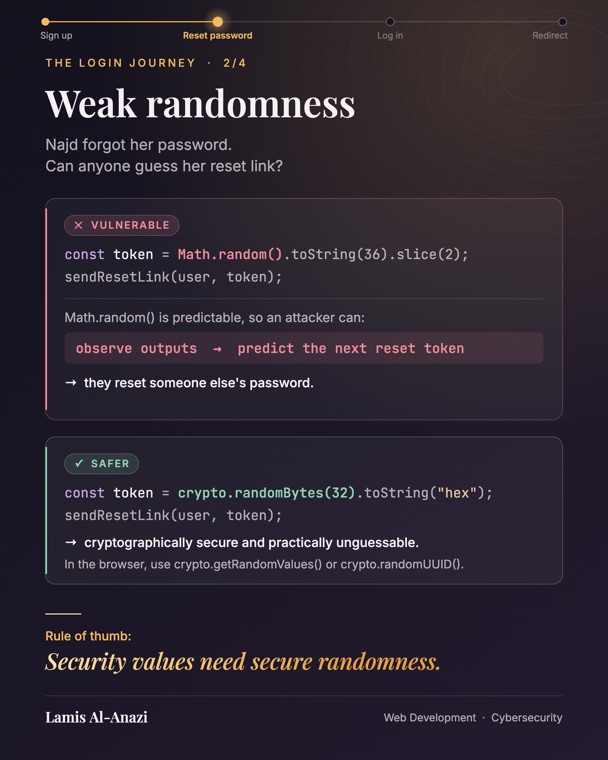 Sign up
Reset password
Log in
Redirect
THE LOGIN JOURNEY · 2/4
Weak randomness
Najd forgot her password.
Can anyone guess her reset link?
× VULNERABLE
const token = Math.random().toString(36).slice(2);
sendResetLink(user, token);
Math.random() is predictable, so an attacker can:
observe outputs → predict the next reset token
→ they reset someone else's password.
✓ SAFER
const token = crypto.randomBytes(32).toString("hex");
sendResetLink(user, token);
→ cryptographically secure and practically unguessable.
In the browser, use crypto.getRandomValues() or crypto.randomUUID().
Rule of thumb:
Security values need secure randomness.
Lamis Al-Anazi
Web Development · Cybersecurity